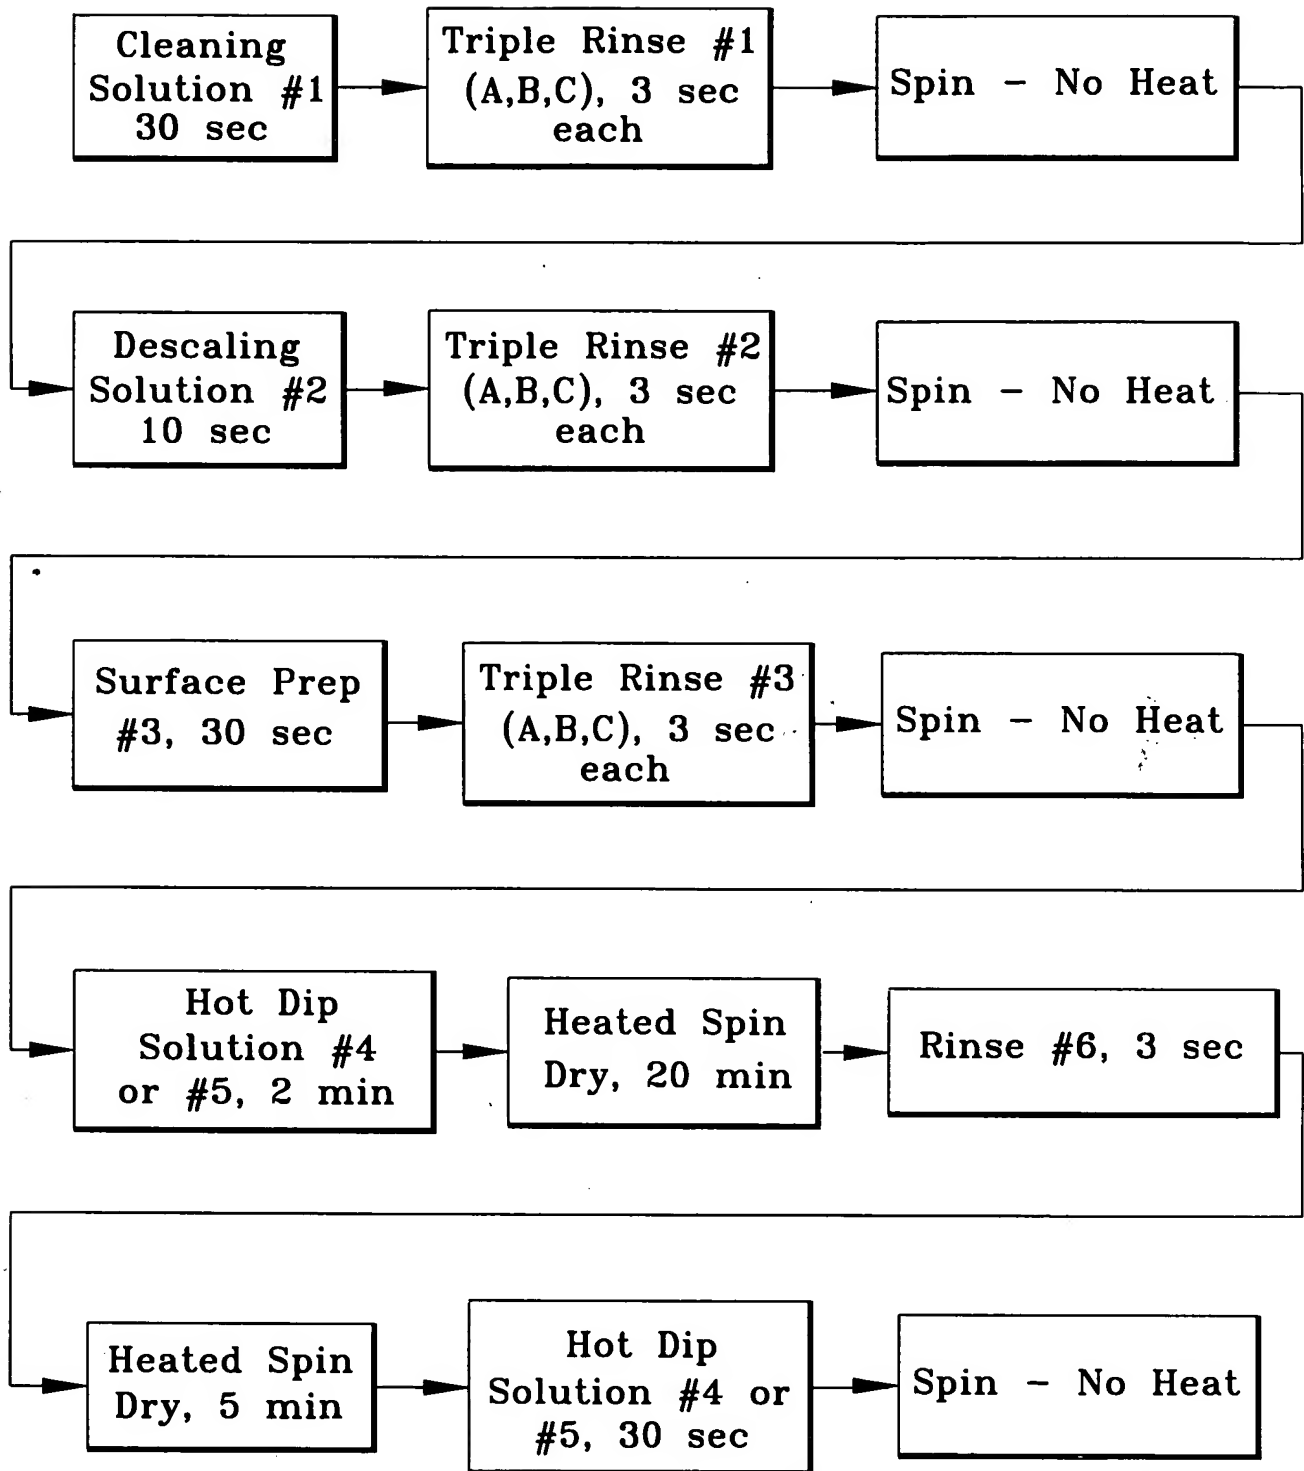 Cleaning
Solution #1
30 sec
Triple Rinse #1
(A,B,C), 3 sec
each
Spin - No Heat
Descaling
Solution #2
10 sec
Triple Rinse #2
(A,B,C), 3 sec
each
Spin - No Heat
Surface Prep
#3, 30 sec
Triple Rinse #3
(A,B,C), 3 sec
each
Spin - No Heat
Hot Dip
Solution #4
or #5, 2 min
Heated Spin
Dry, 20 min
Rinse #6, 3 sec
Heated Spin
Dry, 5 min
Hot Dip
Solution #4 or
#5, 30 sec
Spin - No Heat